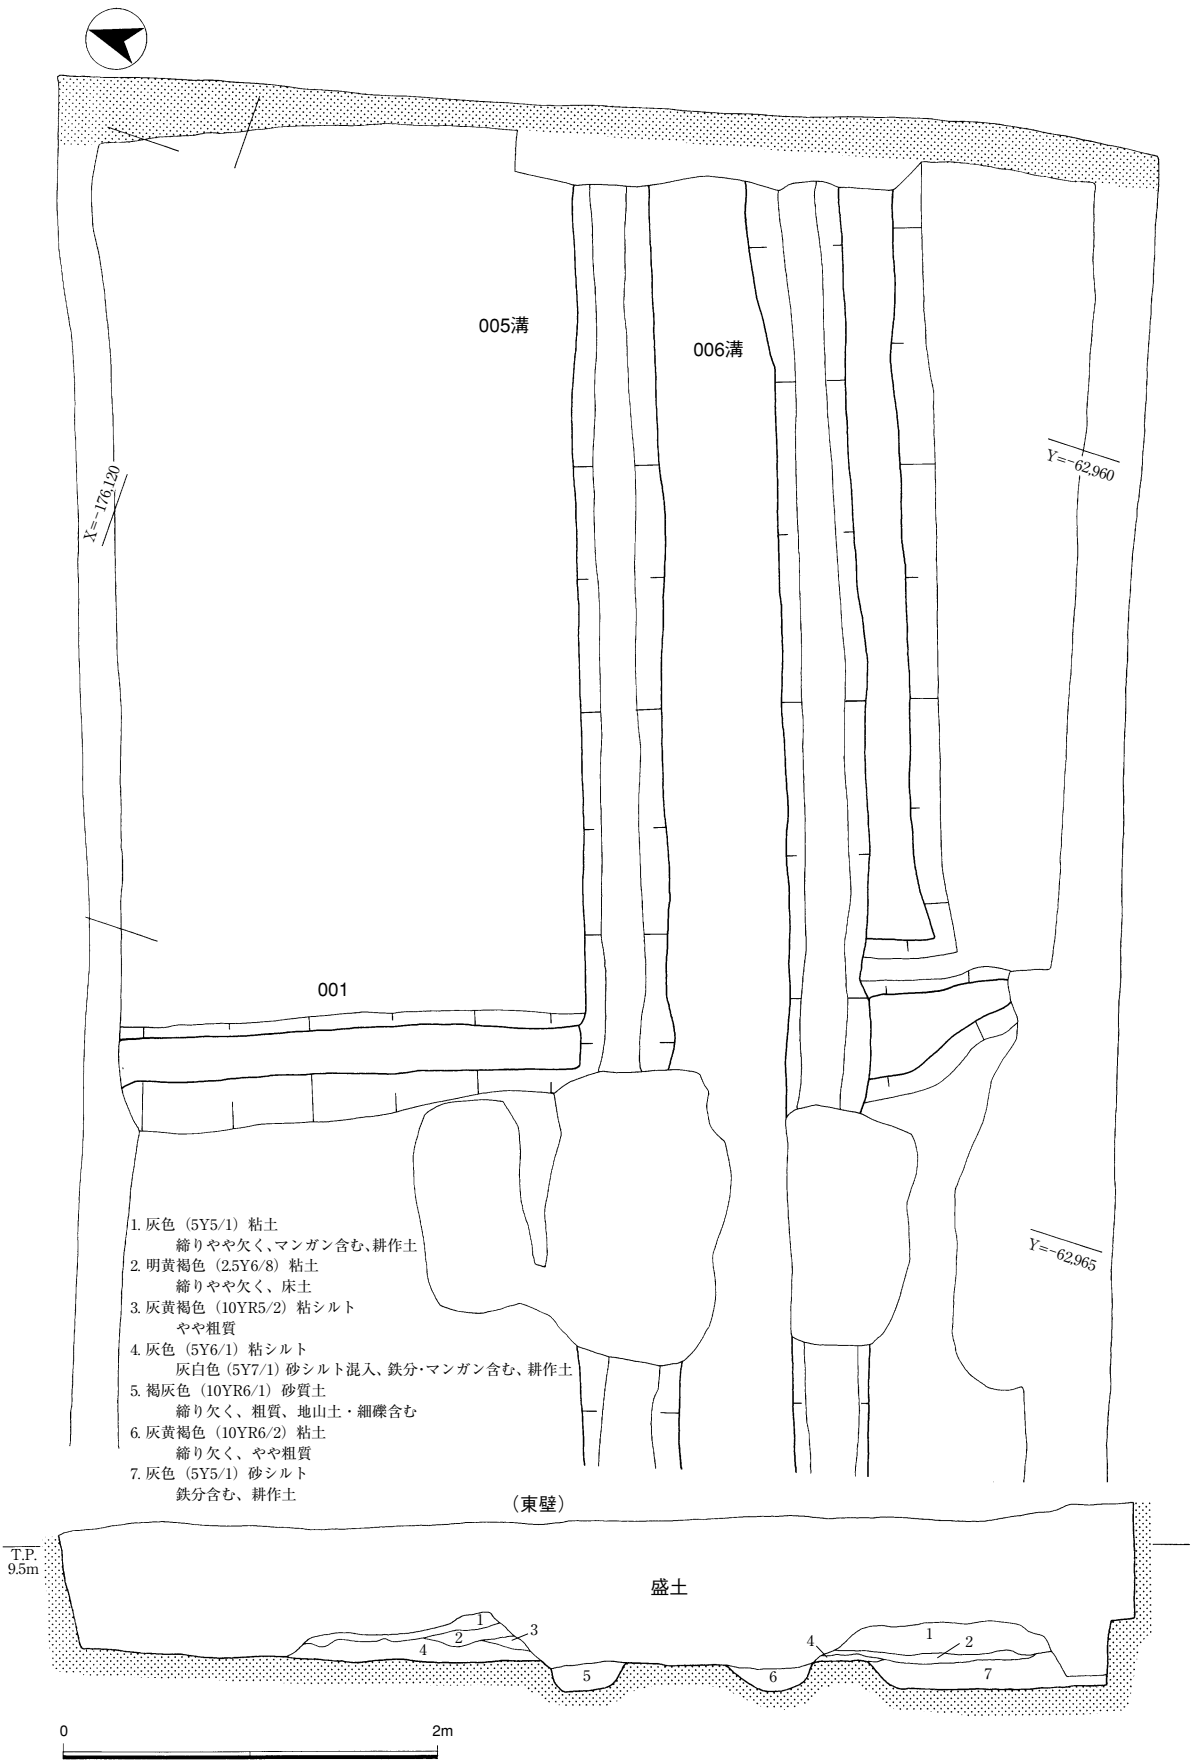 005溝
006溝
X=-176,120
Y=-62,960
001
1. 灰色（5Y5/1）粘土
締りやや欠く、マンガン含む、耕作土
2. 明黄褐色（2.5Y6/8）粘土
締りやや欠く、床土
3. 灰黄褐色（10YR5/2）粘シルト
やや粗質
4. 灰色（5Y6/1）粘シルト
灰白色（5Y7/1）砂シルト混入、鉄分・マンガン含む、耕作土
5. 褐灰色（10YR6/1）砂質土
締り欠く、粗質、地山土・細礫含む
6. 灰黄褐色（10YR6/2）粘土
締り欠く、やや粗質
7. 灰色（5Y5/1）砂シルト
鉄分含む、耕作土
Y=-62,965
（東壁）
T.P.
9.5m
盛土
1
2
3
4
5
6
4
1
2
7
0
2m